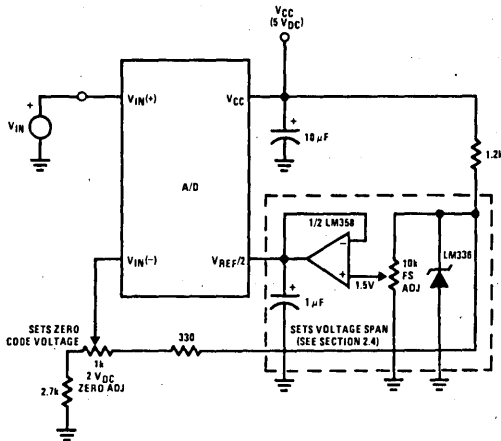 VCC
(5 VDC)
VIN(+)
VCC
+
VIN
+
10 μF
1.2k
A/D
1/2 LM358
VIN(−)
VREF/2
−
+
1.5V
10k
FS
ADJ
LM336
+
1 μF
SETS ZERO
CODE VOLTAGE
330
SETS VOLTAGE SPAN
(SEE SECTION 2.4)
1k
2 VDC
ZERO ADJ
2.7k